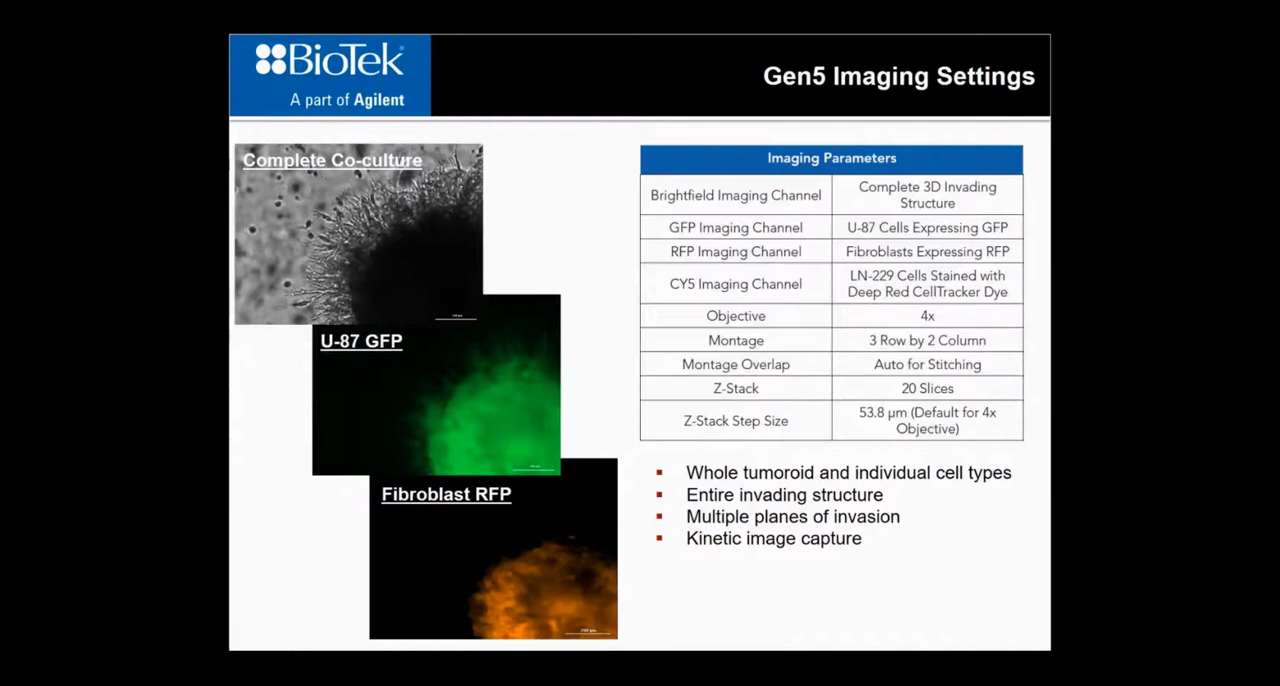 BioTek
A part of Agilent
Gen5 Imaging Settings
Complete Co-culture
U-87 GFP
Fibroblast RFP
Imaging Parameters
Brightfield Imaging Channel
Complete 3D Invading
Structure
GFP Imaging Channel
U-87 Cells Expressing GFP
RFP Imaging Channel
Fibroblasts Expressing RFP
CY5 Imaging Channel
LN-229 Cells Stained with
Deep Red CellTracker Dye
Objective
4x
Montage
3 Row by 2 Column
Montage Overlap
Auto for Stitching
Z-Stack
20 Slices
Z-Stack Step Size
53.8 µm (Default for 4x
Objective)
Whole tumoroid and individual cell types
Entire invading structure
Multiple planes of invasion
Kinetic image capture